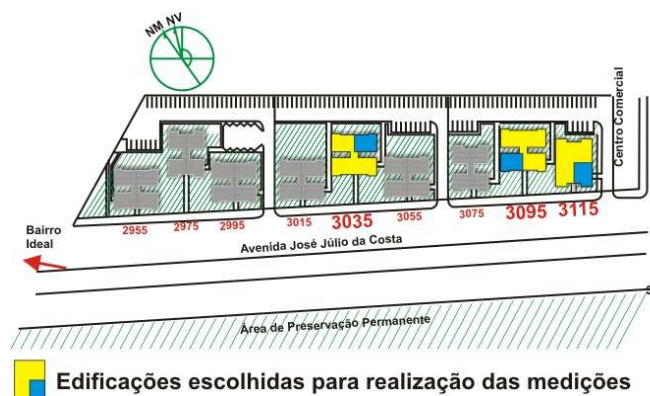 NM NV
Centro Comercial
2955 2975 2995 3015 3035 3055 3075 3095 3115
Bairro
Ideal
Avenida José Júlio da Costa
Área de Preservação Permanente
S
Edificações escolhidas para realização das medições